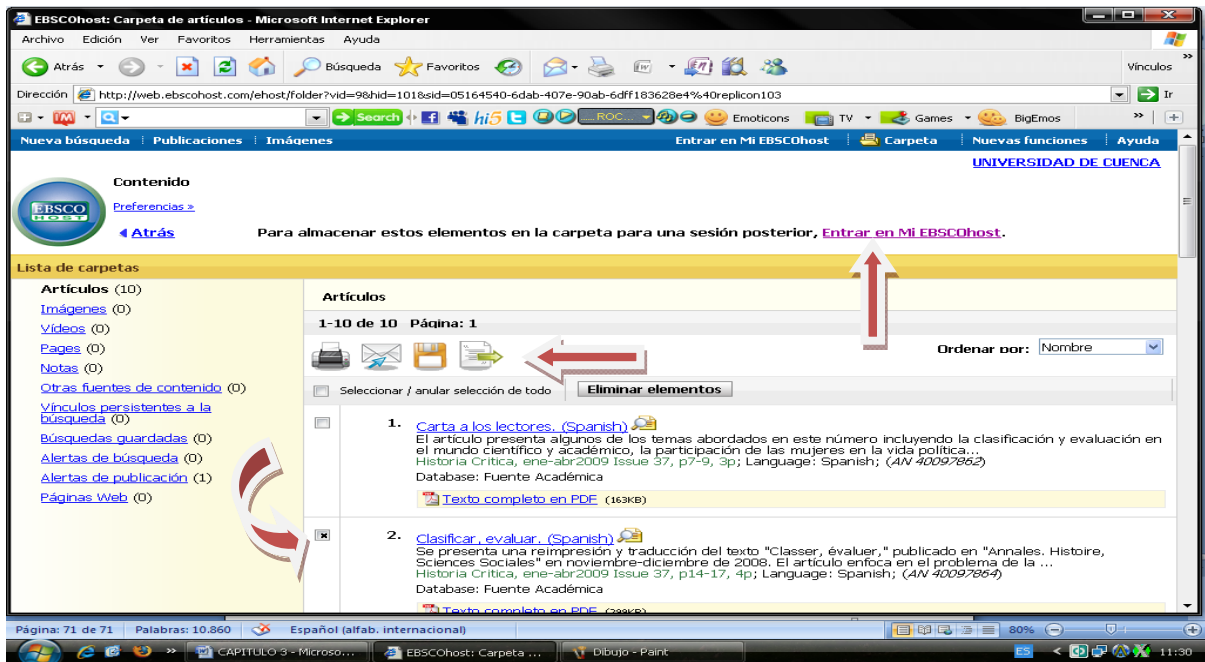 EBSCOhost: Carpeta de artículos - Microsoft Internet Explorer
Archivo Edición Ver Favoritos Herramientas Ayuda
Atrás Búsqueda Favoritos Vínculos
Dirección http://web.ebscohost.com/ehost/folder?vid=9&hid=101&sid=05164540-6dab-407e-90ab-6dff183628e4%40replicon103 Ir
Search hi5 ...ROC... Emoticons TV Games BigEmos
Nueva búsqueda Publicaciones Imágenes Entrar en Mi EBSCOhost Carpeta Nuevas funciones Ayuda
UNIVERSIDAD DE CUENCA
Contenido
EBSCO HOST
Preferencias »
Atrás Para almacenar estos elementos en la carpeta para una sesión posterior, Entrar en Mi EBSCOhost.
Lista de carpetas
Artículos (10)
Imágenes (0)
Vídeos (0)
Pages (0)
Notas (0)
Otras fuentes de contenido (0)
Vínculos persistentes a la
búsqueda (0)
Búsquedas guardadas (0)
Alertas de búsqueda (0)
Alertas de publicación (1)
Páginas Web (0)
Artículos
1-10 de 10 Página: 1
Ordenar por: Nombre
Seleccionar / anular selección de todo Eliminar elementos
1. Carta a los lectores. (Spanish)
El artículo presenta algunos de los temas abordados en este número incluyendo la clasificación y evaluación en
el mundo científico y académico, la participación de las mujeres en la vida política...
Historia Critica, ene-abr2009 Issue 37, p7-9, 3p; Language: Spanish; (AN 40097862)
Database: Fuente Académica
Texto completo en PDF (163KB)
2. Clasificar, evaluar. (Spanish)
Se presenta una reimpresión y traducción del texto "Classer, évaluer," publicado en "Annales. Histoire,
Sciences Sociales" en noviembre-diciembre de 2008. El artículo enfoca en el problema de la ...
Historia Critica, ene-abr2009 Issue 37, p14-17, 4p; Language: Spanish; (AN 40097864)
Database: Fuente Académica
Texto completo en PDF (299KB)
Página: 71 de 71 Palabras: 10.860 Español (alfab. internacional) 80%
CAPITULO 3 - Microso... EBSCOhost: Carpeta ... Dibujo - Paint ES 11:30